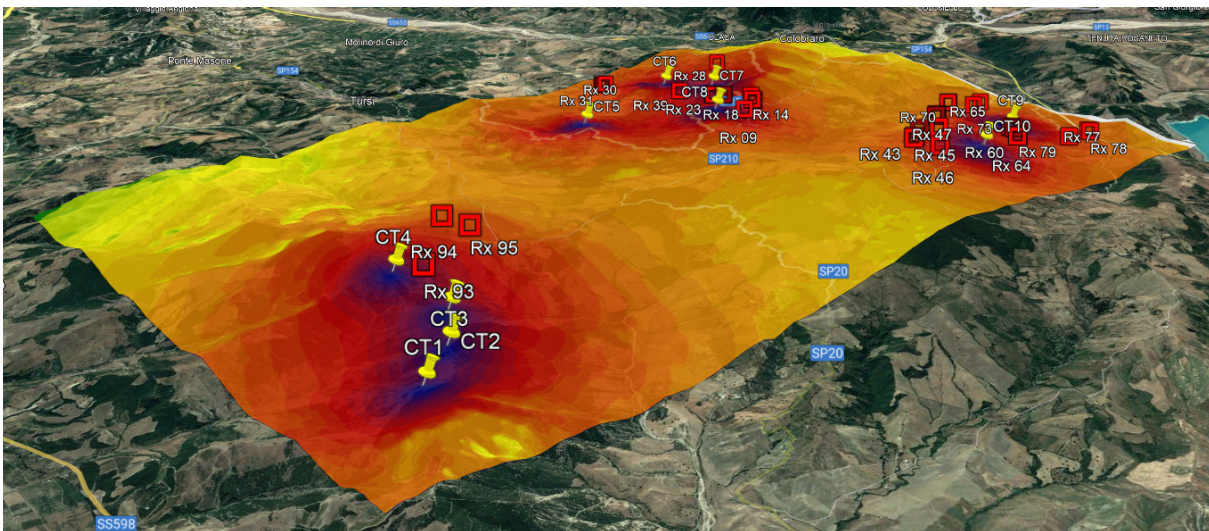 SS653
SP154
SP13
Molino di Giuro
Colobraro
SP154
Ponte Masone
SP154
CT6
CT7
Rx 28
Rx 30
Tursi
Rx 31
CT5
Rx 39
CT8
Rx 23
Rx 18
Rx 14
Rx 09
SP210
CT9
Rx 65
Rx 70
Rx 73
CT10
Rx 47
Rx 77
Rx 78
Rx 43
Rx 45
Rx 60
Rx 79
Rx 64
Rx 46
CT4
Rx 94
Rx 95
SP20
Rx 93
CT3
CT1
CT2
SP20
SS598